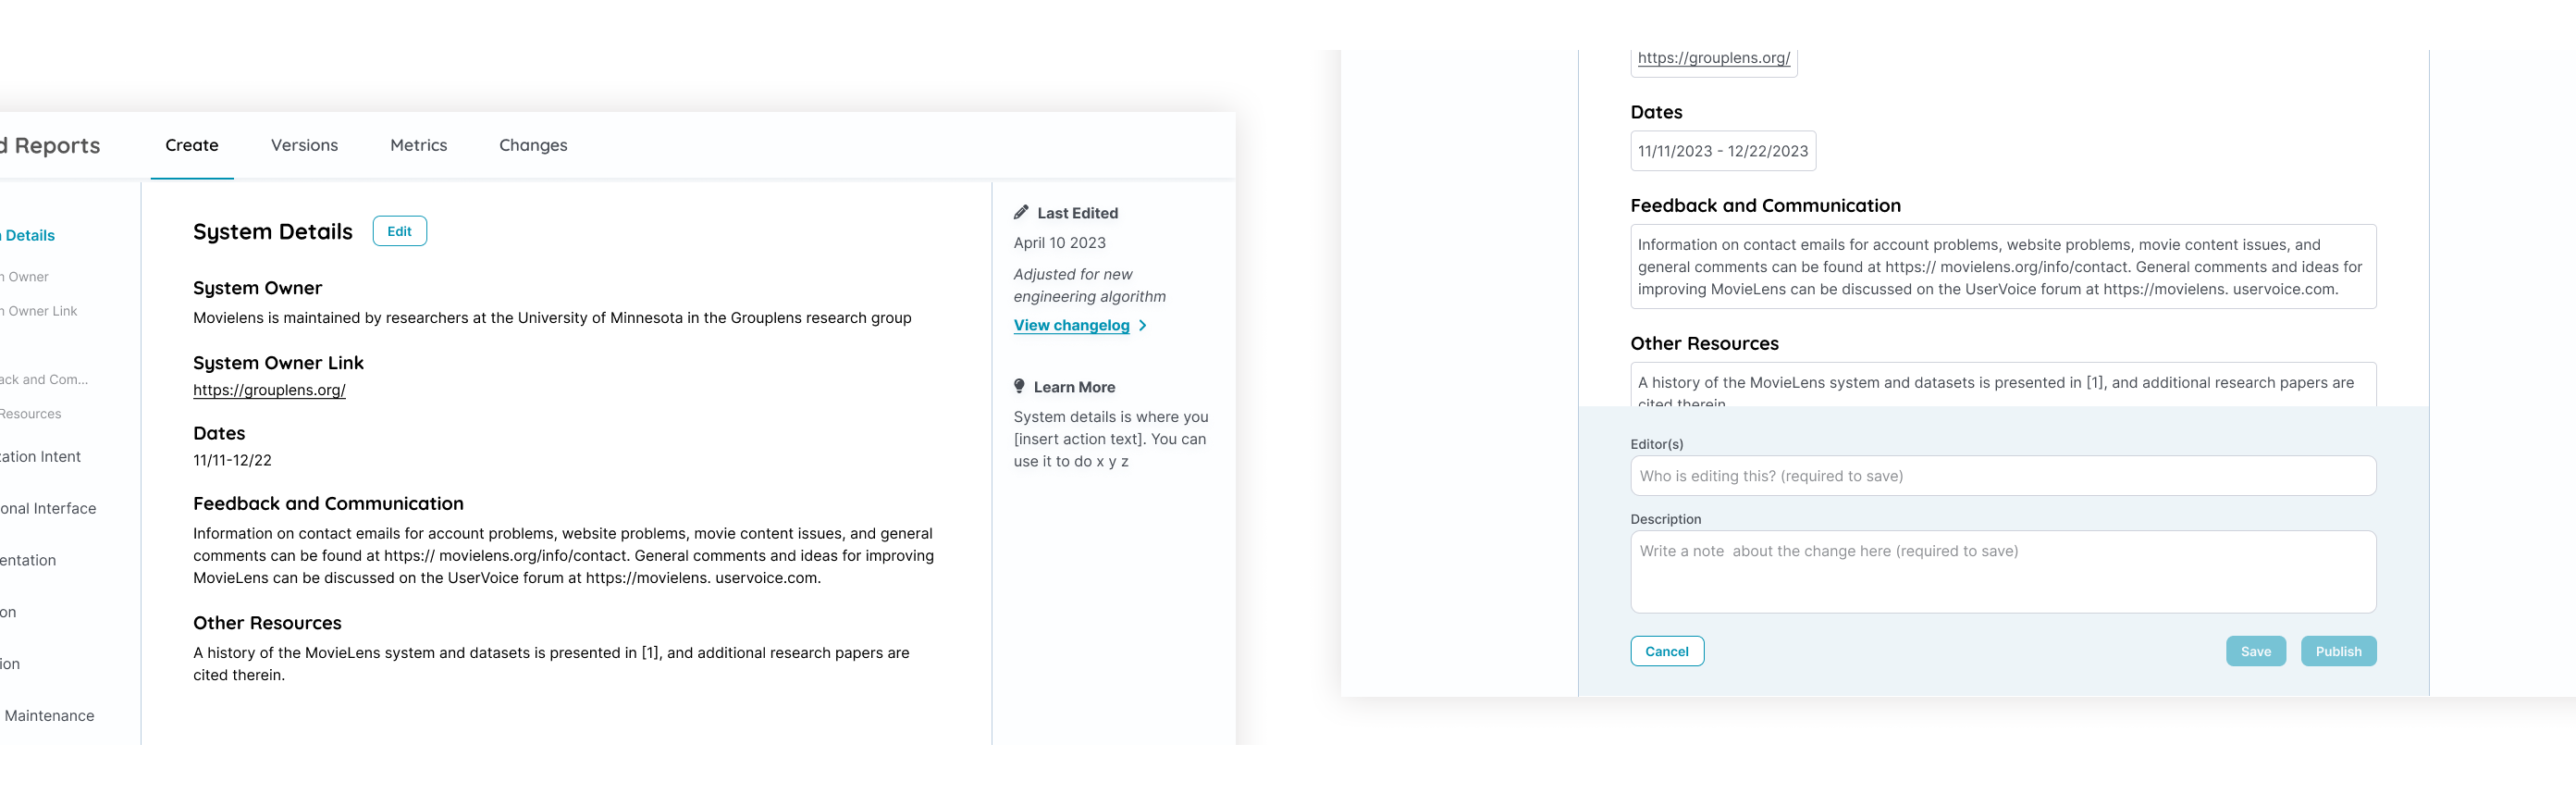 d Reports
Create
Versions
Metrics
Changes
Details
Owner
Owner Link
ack and Com...
Resources
ation Intent
onal Interface
entation
on
ion
Maintenance
System Details
Edit
System Owner
Movielens is maintained by researchers at the University of Minnesota in the Grouplens research group
System Owner Link
https://grouplens.org/
Dates
11/11-12/22
Feedback and Communication
Information on contact emails for account problems, website problems, movie content issues, and general
comments can be found at https:// movielens.org/info/contact. General comments and ideas for improving
MovieLens can be discussed on the UserVoice forum at https://movielens. uservoice.com.
Other Resources
A history of the MovieLens system and datasets is presented in [1], and additional research papers are
cited therein.
Last Edited
April 10 2023
Adjusted for new
engineering algorithm
View changelog
Learn More
System details is where you
[insert action text]. You can
use it to do x y z
https://grouplens.org/
Dates
11/11/2023 - 12/22/2023
Feedback and Communication
Information on contact emails for account problems, website problems, movie content issues, and
general comments can be found at https:// movielens.org/info/contact. General comments and ideas for
improving MovieLens can be discussed on the UserVoice forum at https://movielens. uservoice.com.
Other Resources
A history of the MovieLens system and datasets is presented in [1], and additional research papers are
cited therein
Editor(s)
Who is editing this? (required to save)
Description
Write a note  about the change here (required to save)
Cancel
Save
Publish